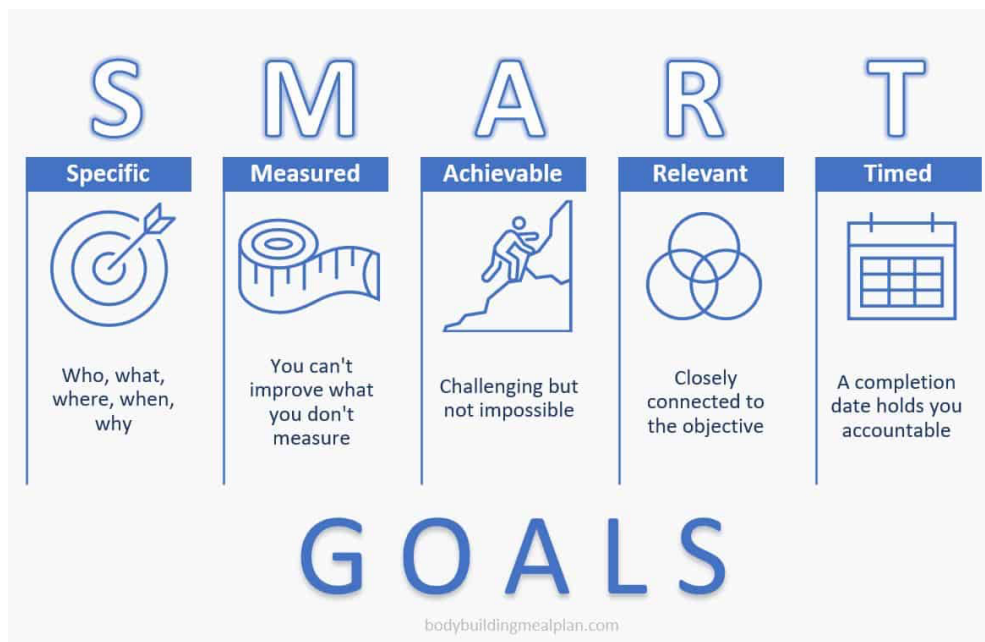 S M A R T
Specific
Who, what,
where, when,
why
Measured
You can't
improve what
you don't
measure
Achievable
Challenging but
not impossible
Relevant
Closely
connected to
the objective
Timed
A completion
date holds you
accountable
GOALS
bodybuildingmealplan.com